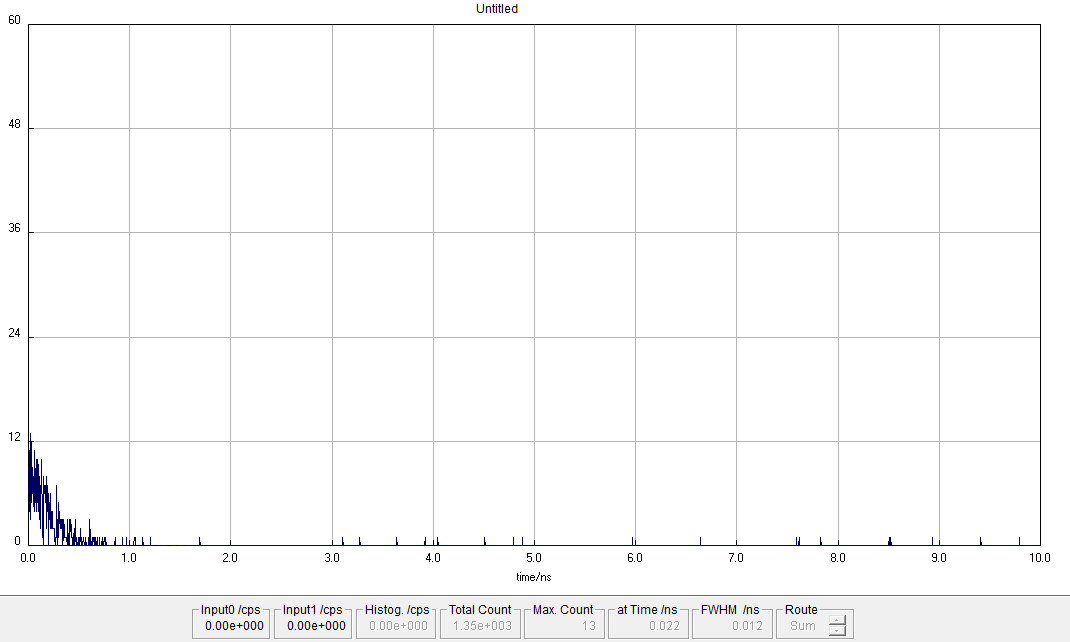 Untitled
60
48
36
24
12
0
0.0 1.0 2.0 3.0 4.0 5.0 6.0 7.0 8.0 9.0 10.0
time/ns
Input0 /cps Input1 /cps Histog. /cps Total Count Max. Count at Time /ns FWHM /ns Route
0.00e+000 0.00e+000 0.00e+000 1.35e+003 13 0.022 0.012 Sum